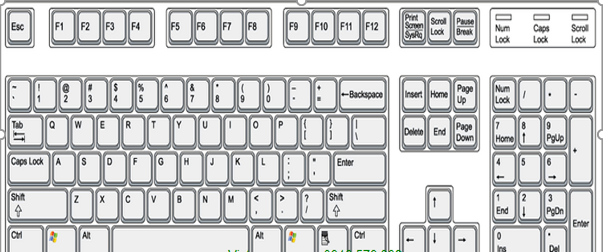 Esc F1 F2 F3 F4 F5 F6 F7 F8 F9 F10 F11 F12 Print Screen SysRq Scroll Lock Pause Break Num Lock Caps Lock Scroll Lock
~ ` ! 1 @ 2 # 3 $ 4 % 5 ^ 6 & 7 * 8 ( 9 ) 0 + = ←Backspace Insert Home Page Up Num Lock / * -
Tab Q W E R T Y U I O P { [ } ] | \ Delete End Page Down 7 Home 8 ↑ 9 PgUp +
Caps Lock A S D F G H J K L : ; " ' Enter 4 ← 5 6 →
Shift Z X C V B N M < , > . ? / Shift ↑ 1 End 2 ↓ 3 PgDn Enter
Ctrl Alt Alt Ctrl ← ↓ → 0 Ins . Del